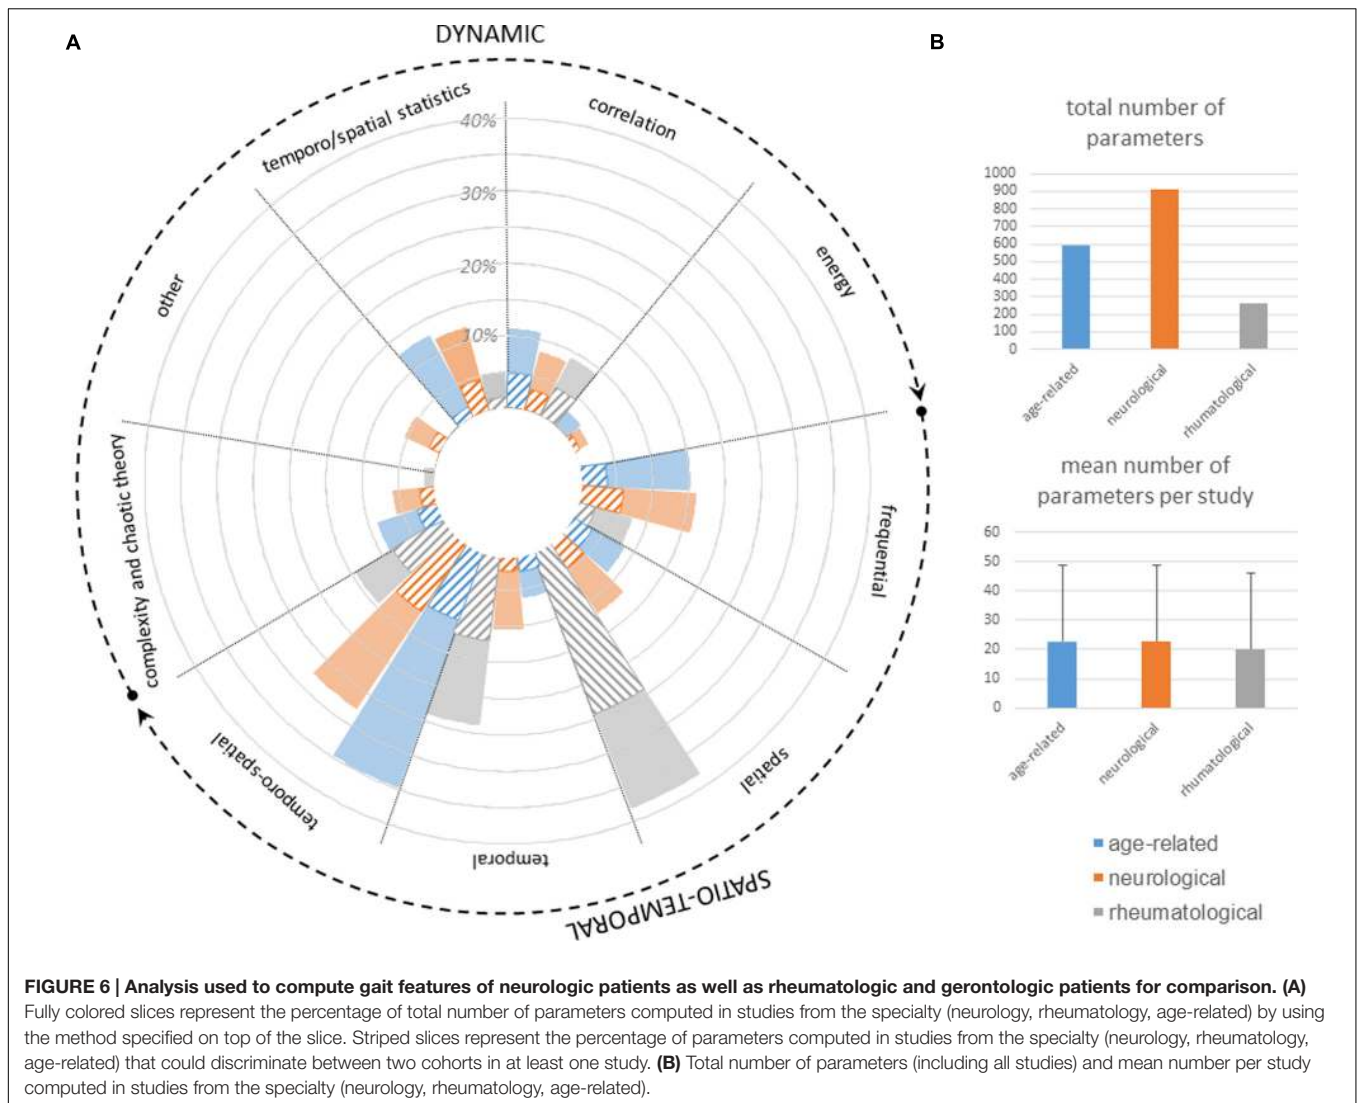 A
DYNAMIC
B
temporo/spatial statistics
correlation
40%
30%
20%
10%
energy
other
frequential
complexity and chaotic theory
spatial
temporo-spatial
temporal
SPATIO-TEMPORAL
total number of
parameters
1000
900
800
700
600
500
400
300
200
100
0
age-related
neurological
rhumatological
mean number of
parameters per study
60
50
40
30
20
10
0
age-related
neurological
rhumatological
age-related
neurological
rheumatological
FIGURE 6 | Analysis used to compute gait features of neurologic patients as well as rheumatologic and gerontologic patients for comparison. (A)
Fully colored slices represent the percentage of total number of parameters computed in studies from the specialty (neurology, rheumatology, age-related) by using
the method specified on top of the slice. Striped slices represent the percentage of parameters computed in studies from the specialty (neurology, rheumatology,
age-related) that could discriminate between two cohorts in at least one study. (B) Total number of parameters (including all studies) and mean number per study
computed in studies from the specialty (neurology, rheumatology, age-related).